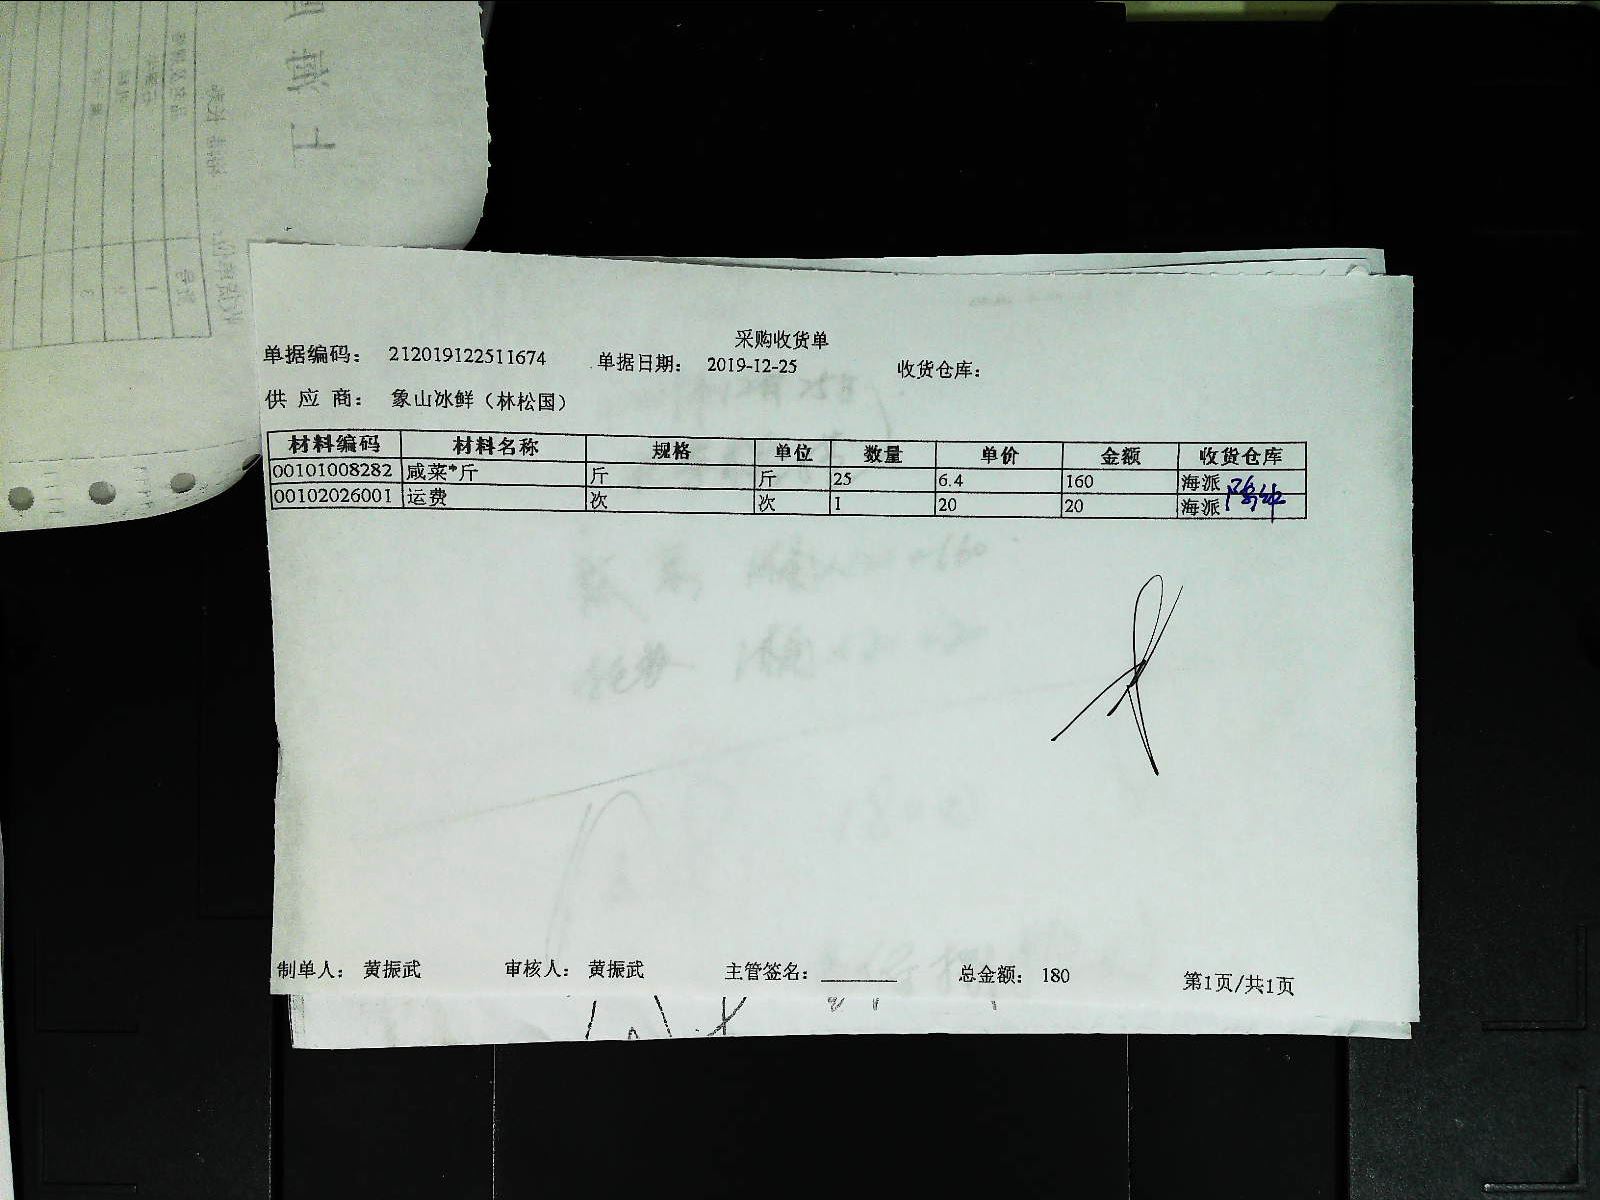 采购收货单
单据编码： 212019122511674 单据日期： 2019-12-25 收货仓库：
供 应 商： 象山冰鲜（林松国）
材料编码 材料名称 规格 单位 数量 单价 金额 收货仓库
00101008282 咸菜*斤 斤 斤 25 6.4 160 海派
00102026001 运费 次 次 1 20 20 海派
制单人： 黄振武 审核人： 黄振武 主管签名： 总金额： 180 第1页/共1页